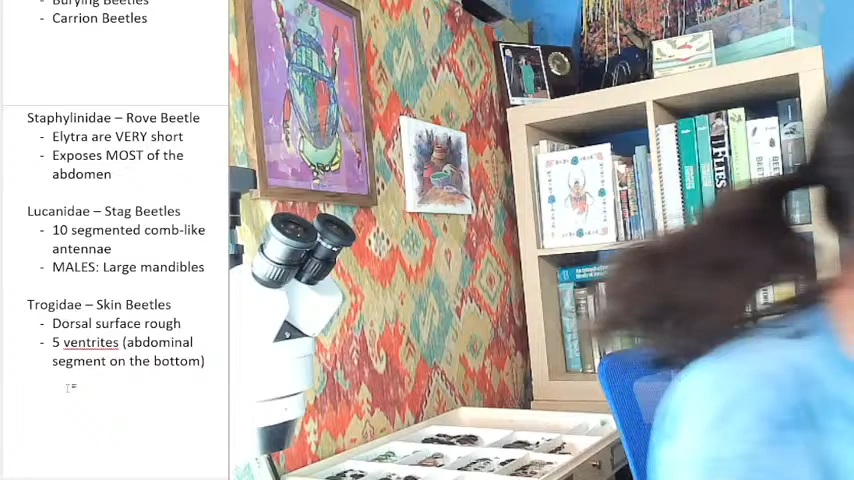 Burying Beetles
- Carrion Beetles
Staphylinidae – Rove Beetle
- Elytra are VERY short
- Exposes MOST of the
abdomen
Lucanidae – Stag Beetles
- 10 segmented comb-like
antennae
- MALES: Large mandibles
Trogidae – Skin Beetles
- Dorsal surface rough
- 5 ventrites (abdominal
segment on the bottom)
FLIES